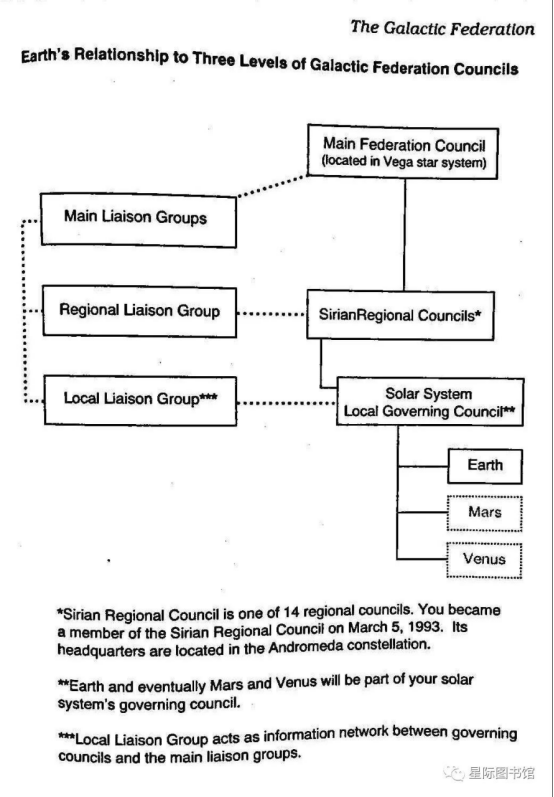 The Galactic Federation
Earth's Relationship to Three Levels of Galactic Federation Councils
Main Federation Council
(located in Vega star system)
Main Liaison Groups
Regional Liaison Group
SirianRegional Councils*
Local Liaison Group***
Solar System
Local Governing Council**
Earth
Mars
Venus
*Sirian Regional Council is one of 14 regional councils. You became
a member of the Sirian Regional Council on March 5, 1993. Its
headquarters are located in the Andromeda constellation.
**Earth and eventually Mars and Venus will be part of your solar
system's governing council.
***Local Liaison Group acts as information network between governing
councils and the main liaison groups.
星际图书馆